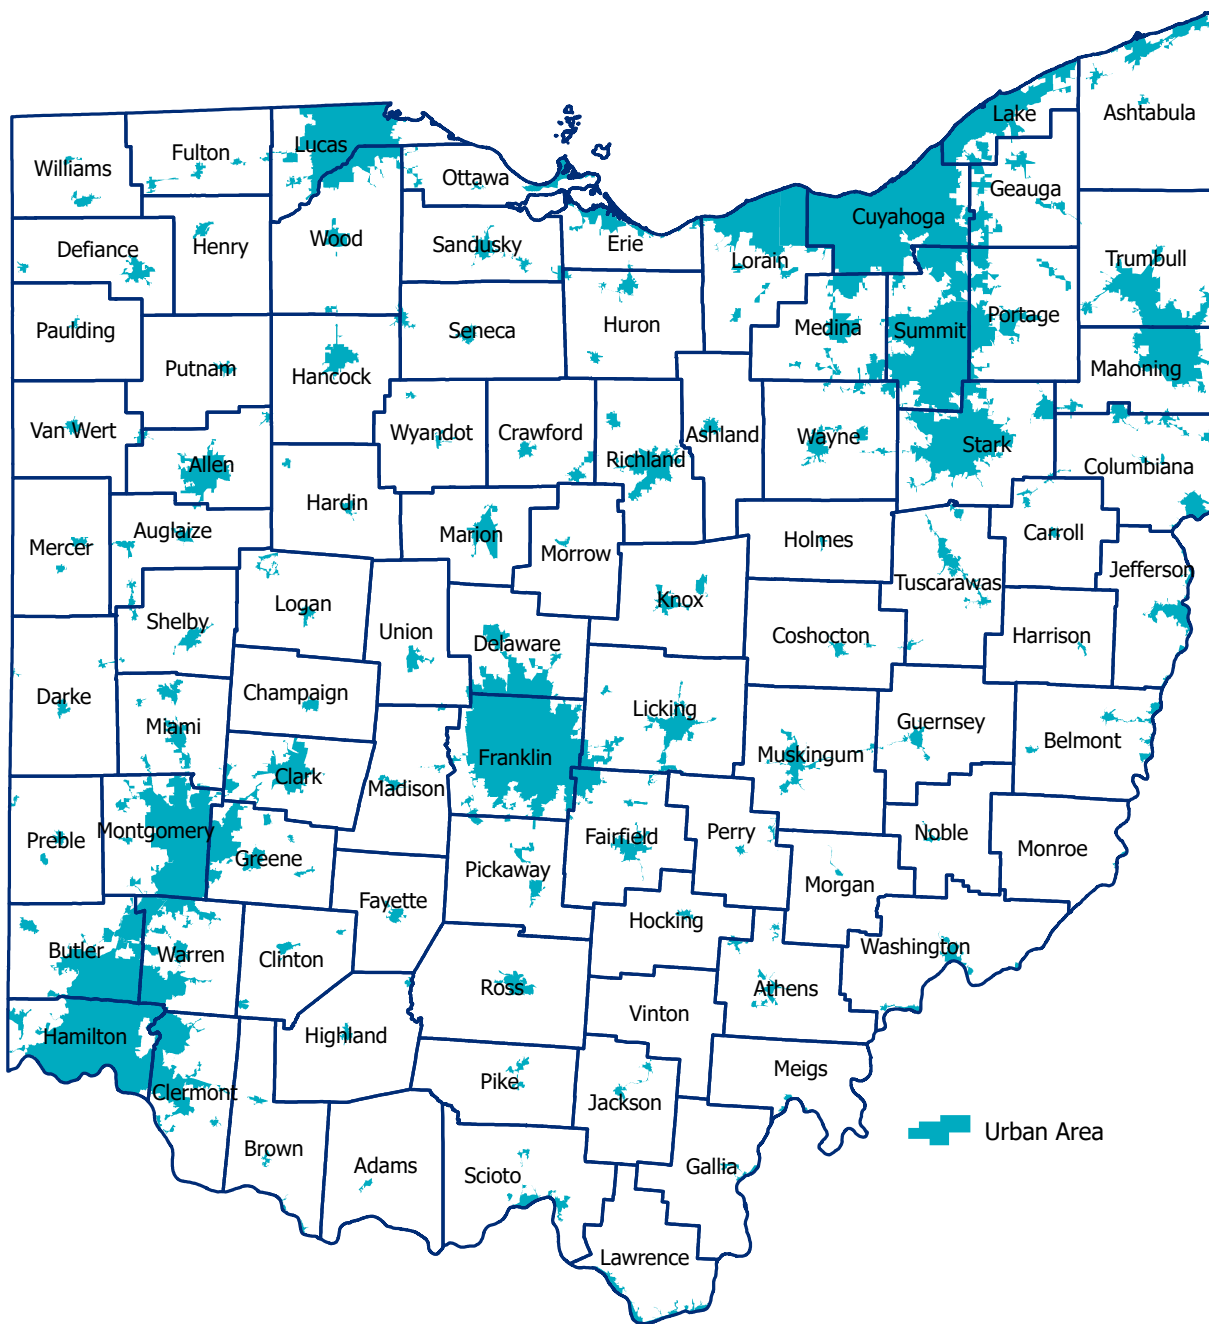 Lake
Ashtabula
Lucas
Fulton
Williams
Ottawa
Geauga
Cuyahoga
Wood
Henry
Defiance
Sandusky
Erie
Lorain
Trumbull
Paulding
Seneca
Huron
Medina
Summit
Portage
Putnam
Hancock
Mahoning
Van Wert
Wyandot
Crawford
Ashland
Wayne
Stark
Allen
Richland
Columbiana
Hardin
Auglaize
Marion
Mercer
Morrow
Holmes
Carroll
Jefferson
Tuscarawas
Logan
Knox
Shelby
Union
Delaware
Coshocton
Harrison
Darke
Champaign
Licking
Miami
Guernsey
Belmont
Franklin
Muskingum
Clark
Madison
Montgomery
Preble
Fairfield
Perry
Noble
Monroe
Greene
Pickaway
Morgan
Fayette
Hocking
Butler
Warren
Clinton
Washington
Ross
Athens
Vinton
Hamilton
Highland
Meigs
Pike
Clermont
Jackson
Urban Area
Brown
Adams
Scioto
Gallia
Lawrence